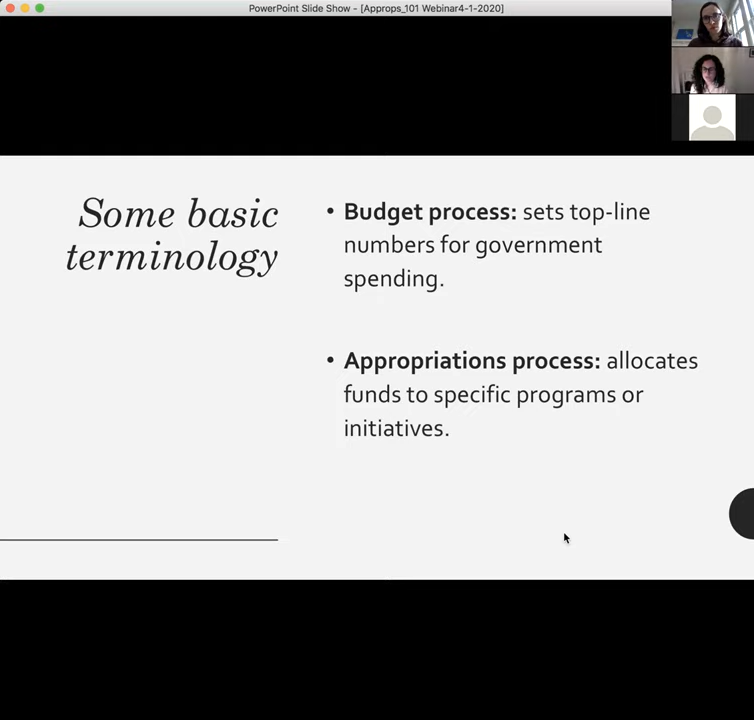 PowerPoint Slide Show - [Approps_101 Webinar4-1-2020]
Some basic
terminology
• Budget process: sets top-line
numbers for government
spending.
• Appropriations process: allocates
funds to specific programs or
initiatives.